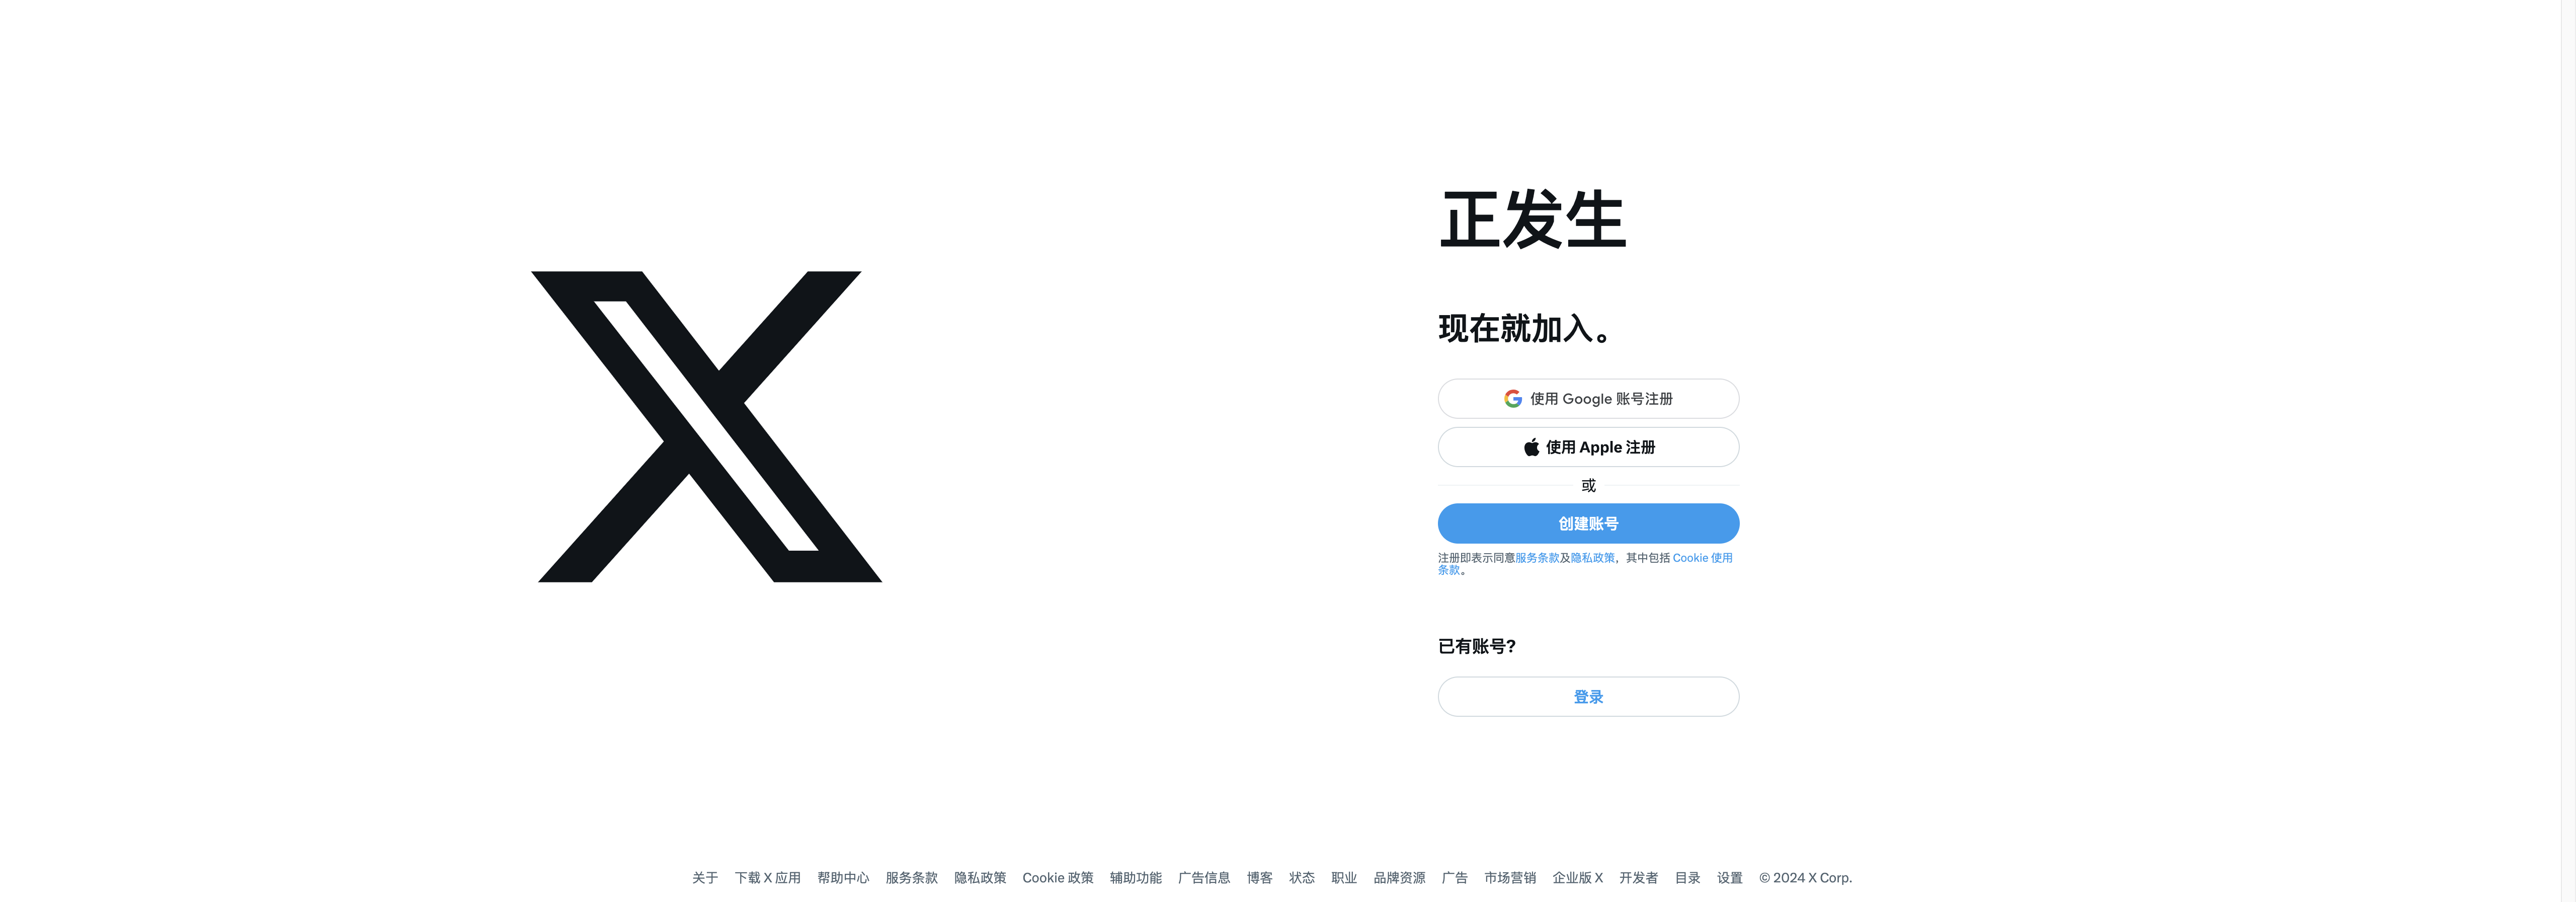 正发生
现在就加入。
使用 Google 账号注册
使用 Apple 注册
或
创建账号
注册即表示同意服务条款及隐私政策，其中包括 Cookie 使用
条款。
已有账号?
登录
关于 下载 X 应用 帮助中心 服务条款 隐私政策 Cookie 政策 辅助功能 广告信息 博客 状态 职业 品牌资源 广告 市场营销 企业版 X 开发者 目录 设置 © 2024 X Corp.